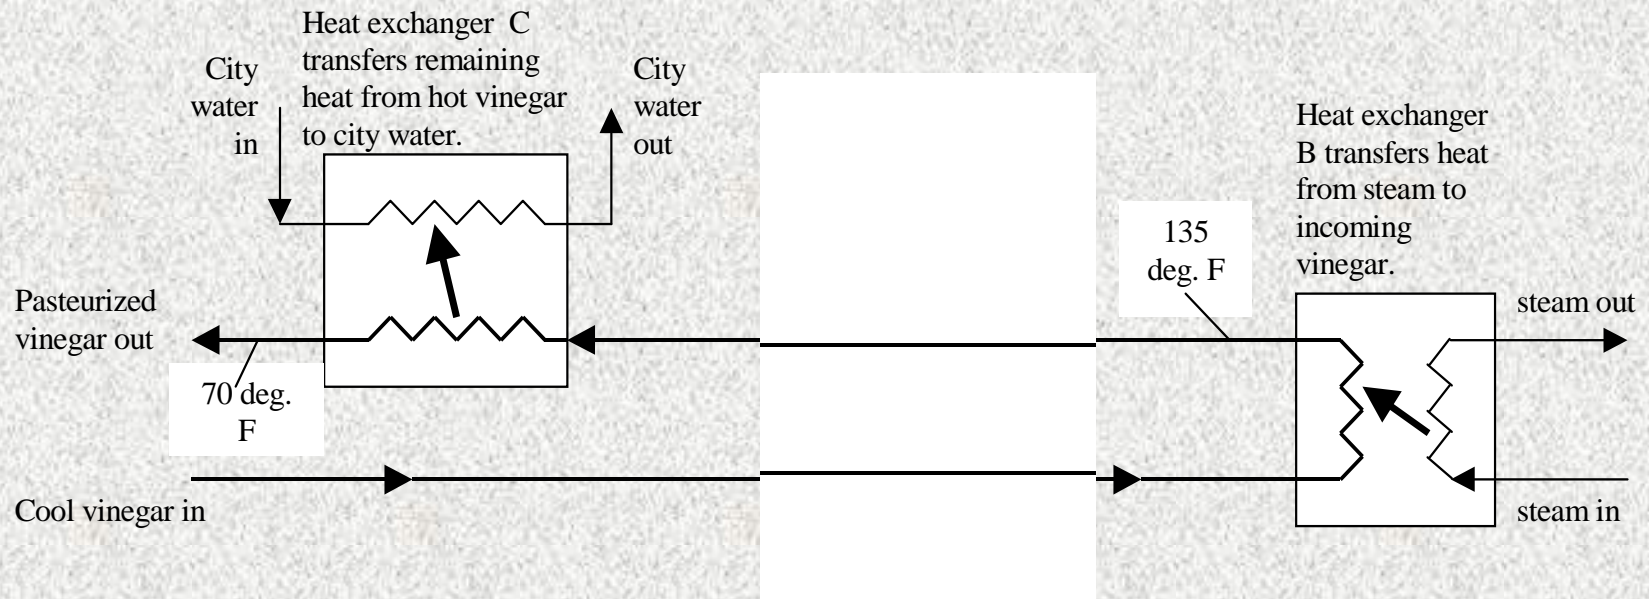 Heat exchanger C
transfers remaining
heat from hot vinegar
to city water.
City
water
in
City
water
out
Heat exchanger
B transfers heat
from steam to
incoming
vinegar.
135
deg. F
Pasteurized
vinegar out
steam out
70 deg.
F
Cool vinegar in
steam in